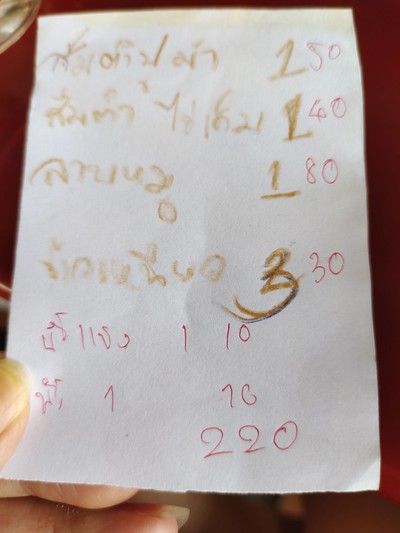 ส้มตำปูม้า 1 50
ส้มตำ ไข่เค็ม 1 40
ลาบหมู 1 80
ข้าวเหนียว 3 30
น้ำแข็ง 1 10
น้ำ 1 10
220